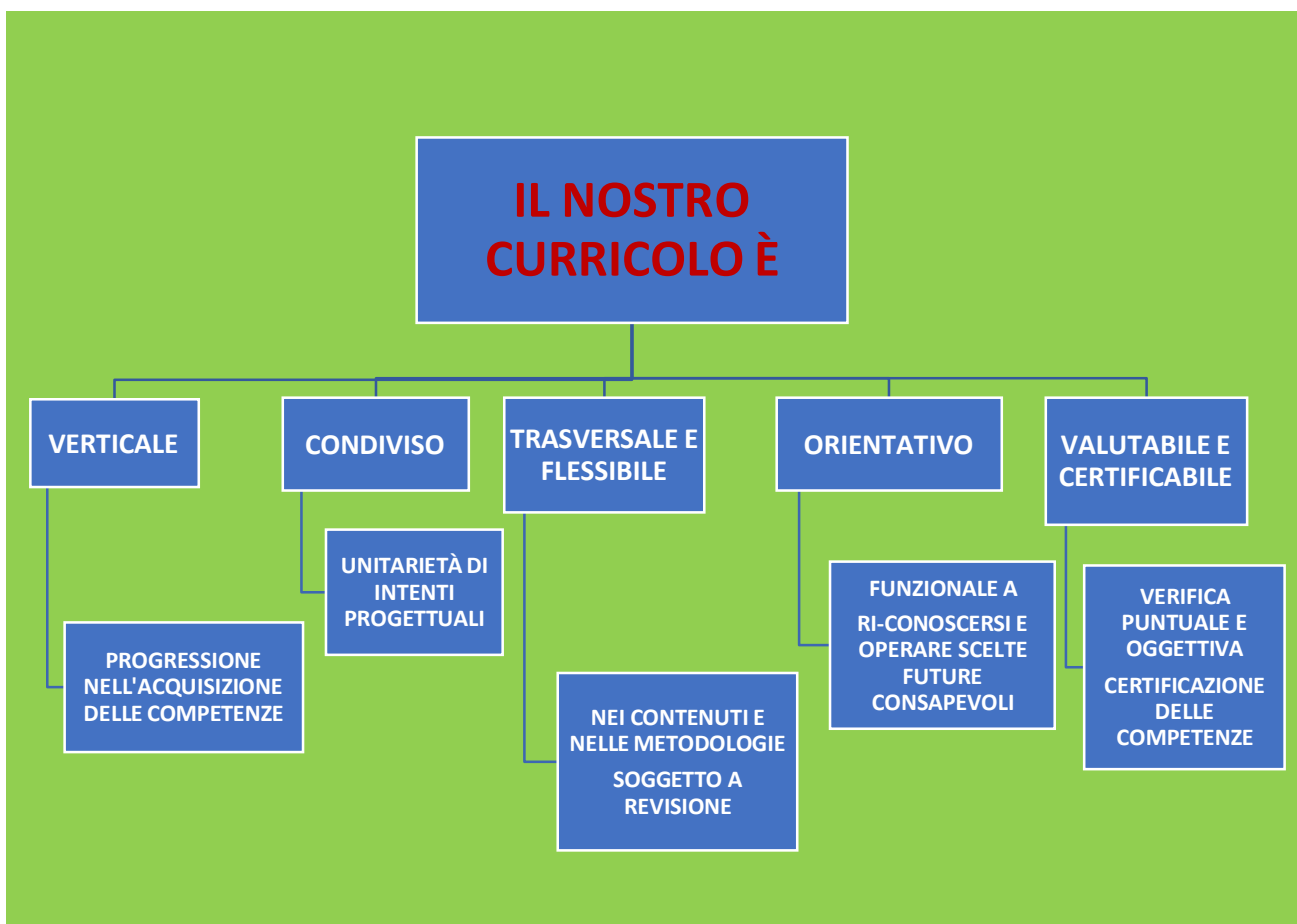 IL NOSTRO
CURRICOLO È
VERTICALE
PROGRESSIONE
NELL'ACQUISIZIONE
DELLE COMPETENZE
CONDIVISO
UNITARIETÀ DI
INTENTI
PROGETTUALI
TRASVERSALE E
FLESSIBILE
NEI CONTENUTI E
NELLE METODOLOGIE
SOGGETTO A
REVISIONE
ORIENTATIVO
FUNZIONALE A
RI-CONOSCERSI E
OPERARE SCELTE
FUTURE
CONSAPEVOLI
VALUTABILE E
CERTIFICABILE
VERIFICA
PUNTUALE E
OGGETTIVA
CERTIFICAZIONE
DELLE
COMPETENZE